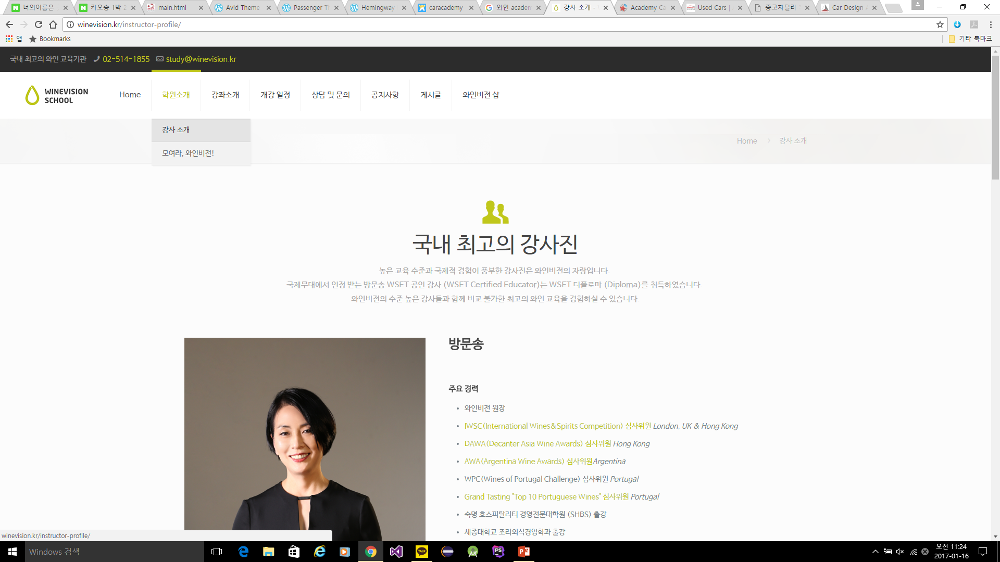 너의이름은
카오슝 1박 2
main.html
Avid Theme
Passenger T
Hemingway
caracademy
와인 academ
강사 소개 -
Academy Ca
Used Cars |
중고차딜러
Car Design
winevision.kr/instructor-profile/
앱 Bookmarks 기타 북마크
국내 최고의 와인 교육기관 02-514-1855 study@winevision.kr
WINEVISION
SCHOOL
Home 학원소개 강좌소개 개강 일정 상담 및 문의 공지사항 게시글 와인비전 샵
강사 소개
모여라, 와인비전!
Home > 강사 소개
국내 최고의 강사진
높은 교육 수준과 국제적 경험이 풍부한 강사진은 와인비전의 자랑입니다.
국제무대에서 인정 받는 방문송 WSET 공인 강사 (WSET Certified Educator)는 WSET 디플로마 (Diploma)를 취득하였습니다.
와인비전의 수준 높은 강사들과 함께 비교 불가한 최고의 와인 교육을 경험하실 수 있습니다.
방문송
주요 경력
• 와인비전 원장
• IWSC(International Wines&Spirits Competition) 심사위원 London, UK & Hong Kong
• DAWA(Decanter Asia Wine Awards) 심사위원 Hong Kong
• AWA(Argentina Wine Awards) 심사위원Argentina
• WPC(Wines of Portugal Challenge) 심사위원 Portugal
• Grand Tasting "Top 10 Portuguese Wines" 심사위원 Portugal
• 숙명 호스피탈리티 경영전문대학원 (SHBS) 출강
• 세종대학교 조리외식경영학과 출강
winevision.kr/instructor-profile/
Windows 검색
TALK
PS
오전 11:24
2017-01-16